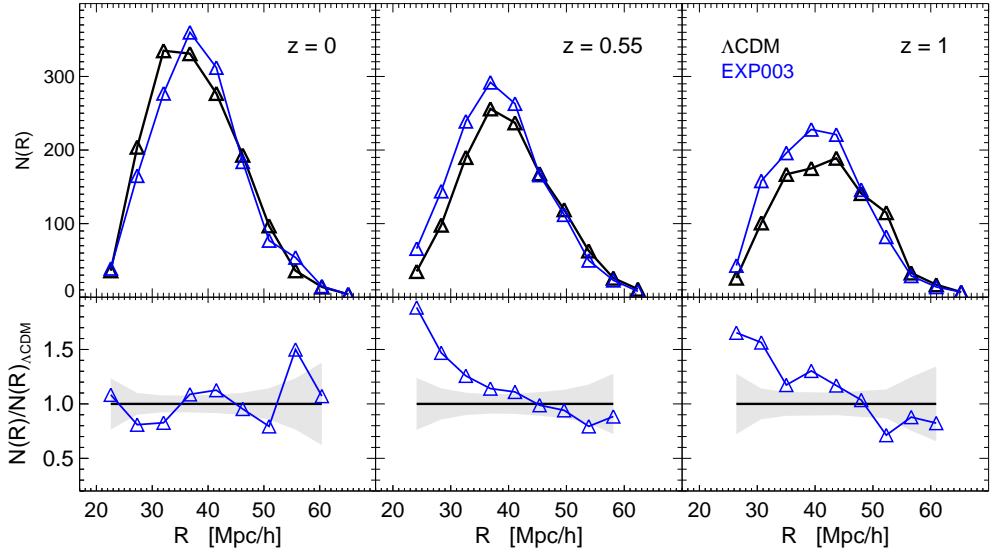 z = 0
z = 0.55
ΛCDM
EXP003
z = 1
N(R)
300
200
100
0
N(R)/N(R)ΛCDM
1.5
1.0
0.5
20 30 40 50 60
20 30 40 50 60
20 30 40 50 60
R [Mpc/h]
R [Mpc/h]
R [Mpc/h]